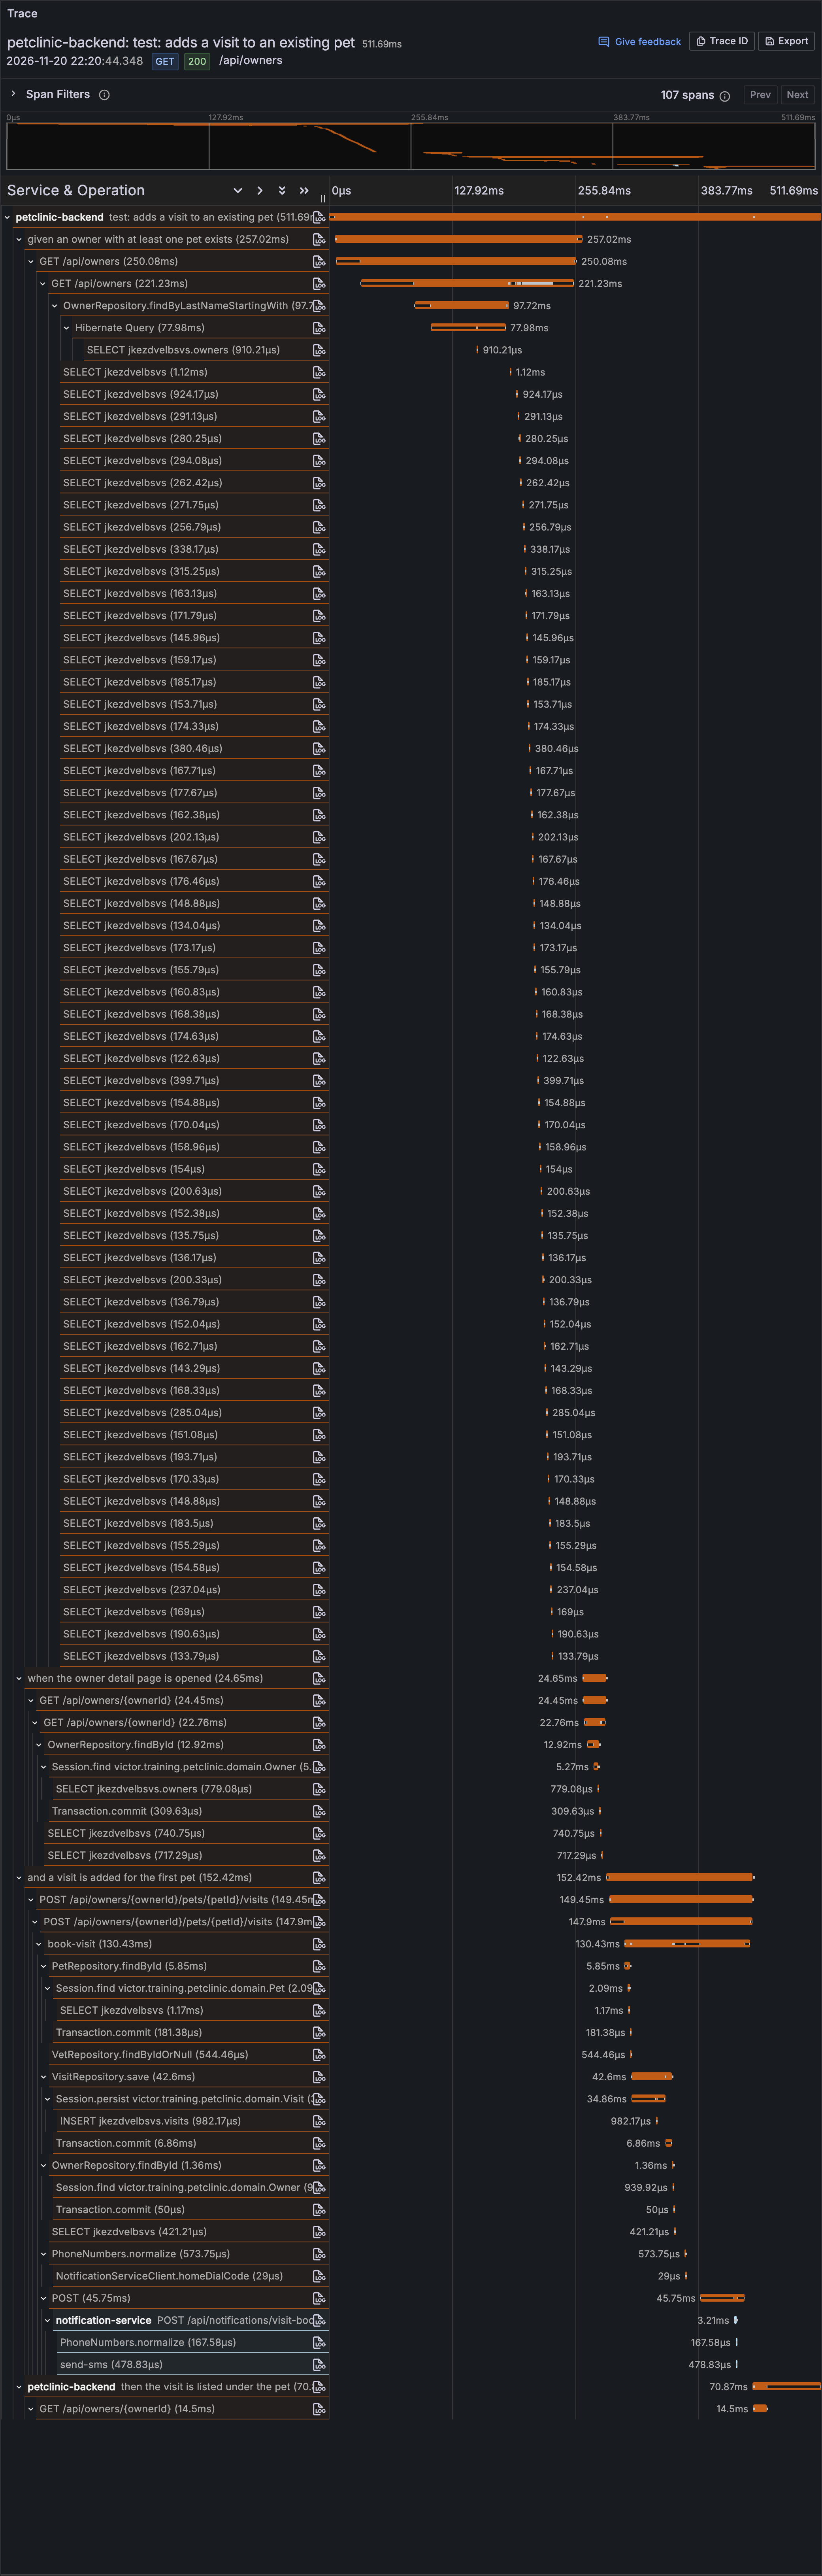 Trace
petclinic-backend: test: adds a visit to an existing pet 511.69ms
Give feedback
Trace ID
Export
2026-11-20 22:20:44.348 GET 200 /api/owners
Span Filters
107 spans
Prev
Next
0µs 127.92ms 255.84ms 383.77ms 511.69ms
Service & Operation
0µs 127.92ms 255.84ms 383.77ms 511.69ms
petclinic-backend test: adds a visit to an existing pet (511.69m
given an owner with at least one pet exists (257.02ms) 257.02ms
GET /api/owners (250.08ms) 250.08ms
GET /api/owners (221.23ms) 221.23ms
OwnerRepository.findByLastNameStartingWith (97.7 97.72ms
Hibernate Query (77.98ms) 77.98ms
SELECT jkezdvelbsvs.owners (910.21µs) 910.21µs
SELECT jkezdvelbsvs (1.12ms) 1.12ms
SELECT jkezdvelbsvs (924.17µs) 924.17µs
SELECT jkezdvelbsvs (291.13µs) 291.13µs
SELECT jkezdvelbsvs (280.25µs) 280.25µs
SELECT jkezdvelbsvs (294.08µs) 294.08µs
SELECT jkezdvelbsvs (262.42µs) 262.42µs
SELECT jkezdvelbsvs (271.75µs) 271.75µs
SELECT jkezdvelbsvs (256.79µs) 256.79µs
SELECT jkezdvelbsvs (338.17µs) 338.17µs
SELECT jkezdvelbsvs (315.25µs) 315.25µs
SELECT jkezdvelbsvs (163.13µs) 163.13µs
SELECT jkezdvelbsvs (171.79µs) 171.79µs
SELECT jkezdvelbsvs (145.96µs) 145.96µs
SELECT jkezdvelbsvs (159.17µs) 159.17µs
SELECT jkezdvelbsvs (185.17µs) 185.17µs
SELECT jkezdvelbsvs (153.71µs) 153.71µs
SELECT jkezdvelbsvs (174.33µs) 174.33µs
SELECT jkezdvelbsvs (380.46µs) 380.46µs
SELECT jkezdvelbsvs (167.71µs) 167.71µs
SELECT jkezdvelbsvs (177.67µs) 177.67µs
SELECT jkezdvelbsvs (162.38µs) 162.38µs
SELECT jkezdvelbsvs (202.13µs) 202.13µs
SELECT jkezdvelbsvs (167.67µs) 167.67µs
SELECT jkezdvelbsvs (176.46µs) 176.46µs
SELECT jkezdvelbsvs (148.88µs) 148.88µs
SELECT jkezdvelbsvs (134.04µs) 134.04µs
SELECT jkezdvelbsvs (173.17µs) 173.17µs
SELECT jkezdvelbsvs (155.79µs) 155.79µs
SELECT jkezdvelbsvs (160.83µs) 160.83µs
SELECT jkezdvelbsvs (168.38µs) 168.38µs
SELECT jkezdvelbsvs (174.63µs) 174.63µs
SELECT jkezdvelbsvs (122.63µs) 122.63µs
SELECT jkezdvelbsvs (399.71µs) 399.71µs
SELECT jkezdvelbsvs (154.88µs) 154.88µs
SELECT jkezdvelbsvs (170.04µs) 170.04µs
SELECT jkezdvelbsvs (158.96µs) 158.96µs
SELECT jkezdvelbsvs (154µs) 154µs
SELECT jkezdvelbsvs (200.63µs) 200.63µs
SELECT jkezdvelbsvs (152.38µs) 152.38µs
SELECT jkezdvelbsvs (135.75µs) 135.75µs
SELECT jkezdvelbsvs (136.17µs) 136.17µs
SELECT jkezdvelbsvs (200.33µs) 200.33µs
SELECT jkezdvelbsvs (136.79µs) 136.79µs
SELECT jkezdvelbsvs (152.04µs) 152.04µs
SELECT jkezdvelbsvs (162.71µs) 162.71µs
SELECT jkezdvelbsvs (143.29µs) 143.29µs
SELECT jkezdvelbsvs (168.33µs) 168.33µs
SELECT jkezdvelbsvs (285.04µs) 285.04µs
SELECT jkezdvelbsvs (151.08µs) 151.08µs
SELECT jkezdvelbsvs (193.71µs) 193.71µs
SELECT jkezdvelbsvs (170.33µs) 170.33µs
SELECT jkezdvelbsvs (148.88µs) 148.88µs
SELECT jkezdvelbsvs (183.5µs) 183.5µs
SELECT jkezdvelbsvs (155.29µs) 155.29µs
SELECT jkezdvelbsvs (154.58µs) 154.58µs
SELECT jkezdvelbsvs (237.04µs) 237.04µs
SELECT jkezdvelbsvs (169µs) 169µs
SELECT jkezdvelbsvs (190.63µs) 190.63µs
SELECT jkezdvelbsvs (133.79µs) 133.79µs
when the owner detail page is opened (24.65ms) 24.65ms
GET /api/owners/{ownerId} (24.45ms) 24.45ms
GET /api/owners/{ownerId} (22.76ms) 22.76ms
OwnerRepository.findById (12.92ms) 12.92ms
Session.find victor.training.petclinic.domain.Owner (5. 5.27ms
SELECT jkezdvelbsvs.owners (779.08µs) 779.08µs
Transaction.commit (309.63µs) 309.63µs
SELECT jkezdvelbsvs (740.75µs) 740.75µs
SELECT jkezdvelbsvs (717.29µs) 717.29µs
and a visit is added for the first pet (152.42ms) 152.42ms
POST /api/owners/{ownerId}/pets/{petId}/visits (149.45m 149.45ms
POST /api/owners/{ownerId}/pets/{petId}/visits (147.9m 147.9ms
book-visit (130.43ms) 130.43ms
PetRepository.findById (5.85ms) 5.85ms
Session.find victor.training.petclinic.domain.Pet (2.09 2.09ms
SELECT jkezdvelbsvs (1.17ms) 1.17ms
Transaction.commit (181.38µs) 181.38µs
VetRepository.findByIdOrNull (544.46µs) 544.46µs
VisitRepository.save (42.6ms) 42.6ms
Session.persist victor.training.petclinic.domain.Visit (3 34.86ms
INSERT jkezdvelbsvs.visits (982.17µs) 982.17µs
Transaction.commit (6.86ms) 6.86ms
OwnerRepository.findById (1.36ms) 1.36ms
Session.find victor.training.petclinic.domain.Owner (9 939.92µs
Transaction.commit (50µs) 50µs
SELECT jkezdvelbsvs (421.21µs) 421.21µs
PhoneNumbers.normalize (573.75µs) 573.75µs
NotificationServiceClient.homeDialCode (29µs) 29µs
POST (45.75ms) 45.75ms
notification-service POST /api/notifications/visit-boo 3.21ms
PhoneNumbers.normalize (167.58µs) 167.58µs
send-sms (478.83µs) 478.83µs
petclinic-backend then the visit is listed under the pet (70. 70.87ms
GET /api/owners/{ownerId} (14.5ms) 14.5ms